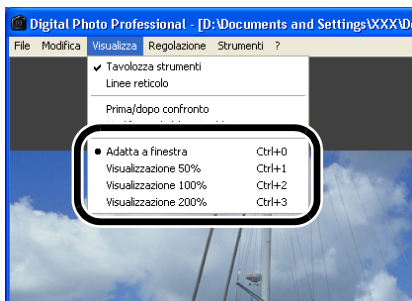 Digital Photo Professional - [D:\Documents and Settings\XXX\D
File Modifica Visualizza Regolazione Strumenti ?
Tavolozza strumenti
Linee reticolo
Prima/dopo confronto
Adatta a finestra Ctrl+0
Visualizzazione 50% Ctrl+1
Visualizzazione 100% Ctrl+2
Visualizzazione 200% Ctrl+3